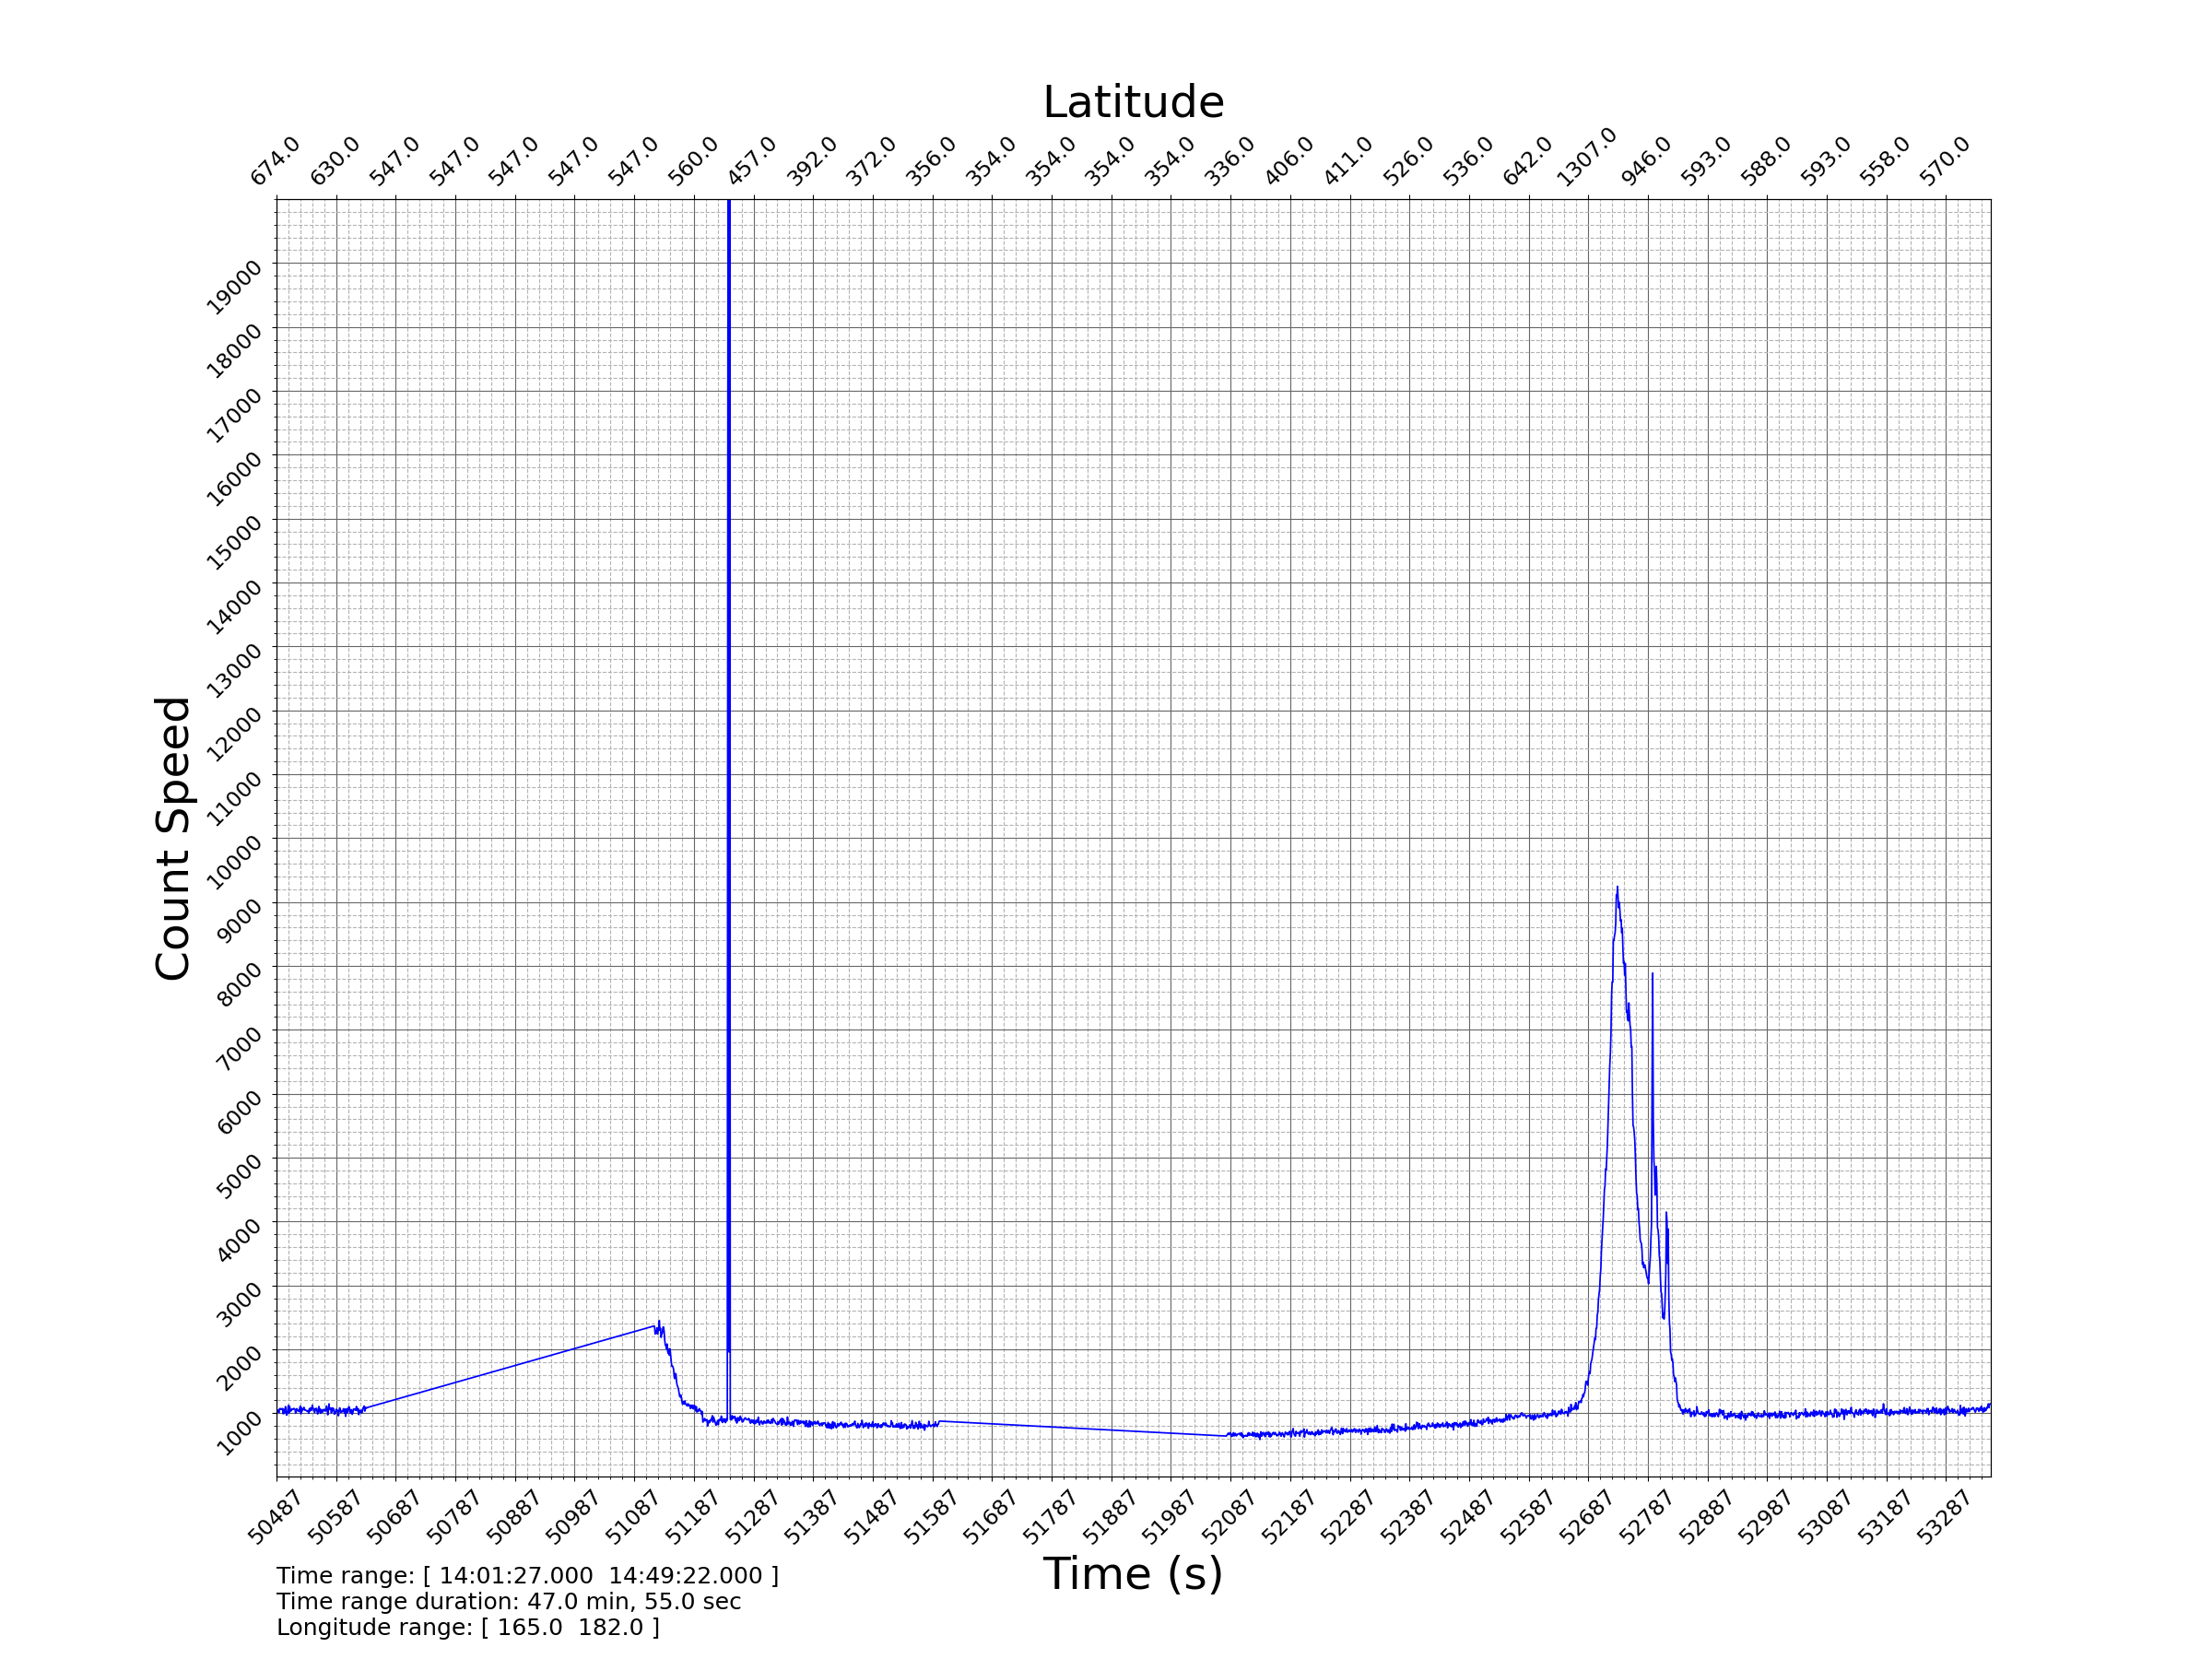 Latitude
674.0 630.0 547.0 547.0 547.0 547.0 547.0 560.0 457.0 392.0 372.0 356.0 354.0 354.0 354.0 354.0 336.0 406.0 411.0 526.0 536.0 642.0 1307.0 946.0 593.0 588.0 593.0 558.0 570.0
19000
18000
17000
16000
15000
14000
13000
12000
11000
10000
9000
8000
7000
6000
5000
4000
3000
2000
1000
Count Speed
50487 50587 50687 50787 50887 50987 51087 51187 51287 51387 51487 51587 51687 51787 51887 51987 52087 52187 52287 52387 52487 52587 52687 52787 52887 52987 53087 53187 53287
Time (s)
Time range: [ 14:01:27.000  14:49:22.000 ]
Time range duration: 47.0 min, 55.0 sec
Longitude range: [ 165.0  182.0 ]